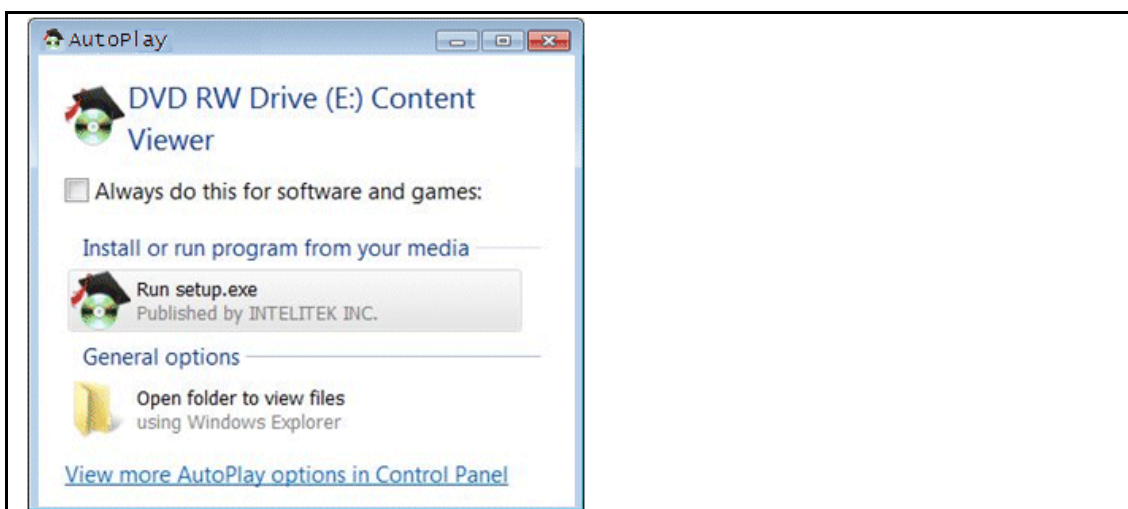 AutoPlay
DVD RW Drive (E:) Content
Viewer
Always do this for software and games:
Install or run program from your media
Run setup.exe
Published by INTELITEK INC.
General options
Open folder to view files
using Windows Explorer
View more AutoPlay options in Control Panel